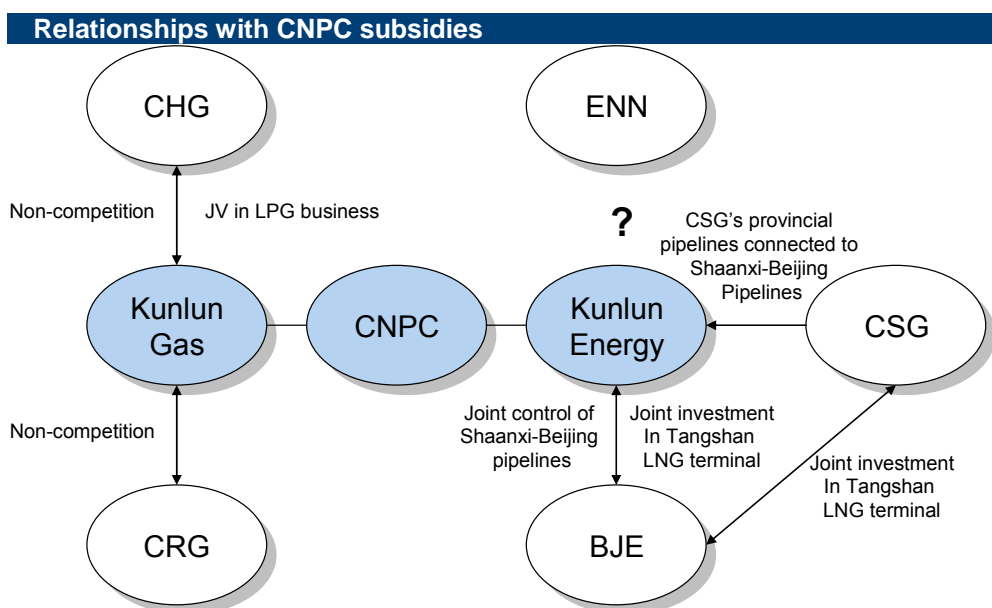 Relationships with CNPC subsidies
CHG
ENN
Non-competition
JV in LPG business
?
CSG's provincial
pipelines connected to
Shaanxi-Beijing
Pipelines
Kunlun
Gas
CNPC
Kunlun
Energy
CSG
Non-competition
Joint control of
Shaanxi-Beijing
pipelines
Joint investment
In Tangshan
LNG terminal
Joint investment
In Tangshan
LNG terminal
CRG
BJE